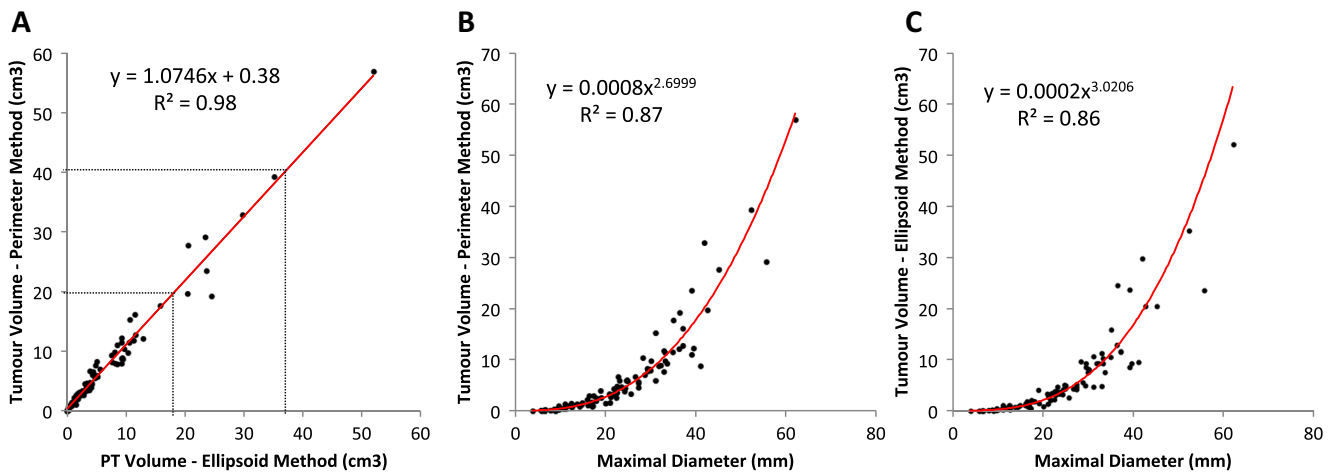 A
Tumour Volume - Perimeter Method (cm3)
60
50
40
30
20
10
0
y = 1.0746x + 0.38
R² = 0.98
0 10 20 30 40 50 60
PT Volume - Ellipsoid Method (cm3)
B
Tumour Volume - Perimeter Method (cm3)
70
60
50
40
30
20
10
0
y = 0.0008x^2.6999
R² = 0.87
0 20 40 60 80
Maximal Diameter (mm)
C
Tumour Volume - Ellipsoid Method (cm3)
70
60
50
40
30
20
10
0
y = 0.0002x^3.0206
R² = 0.86
0 20 40 60 80
Maximal Diameter (mm)